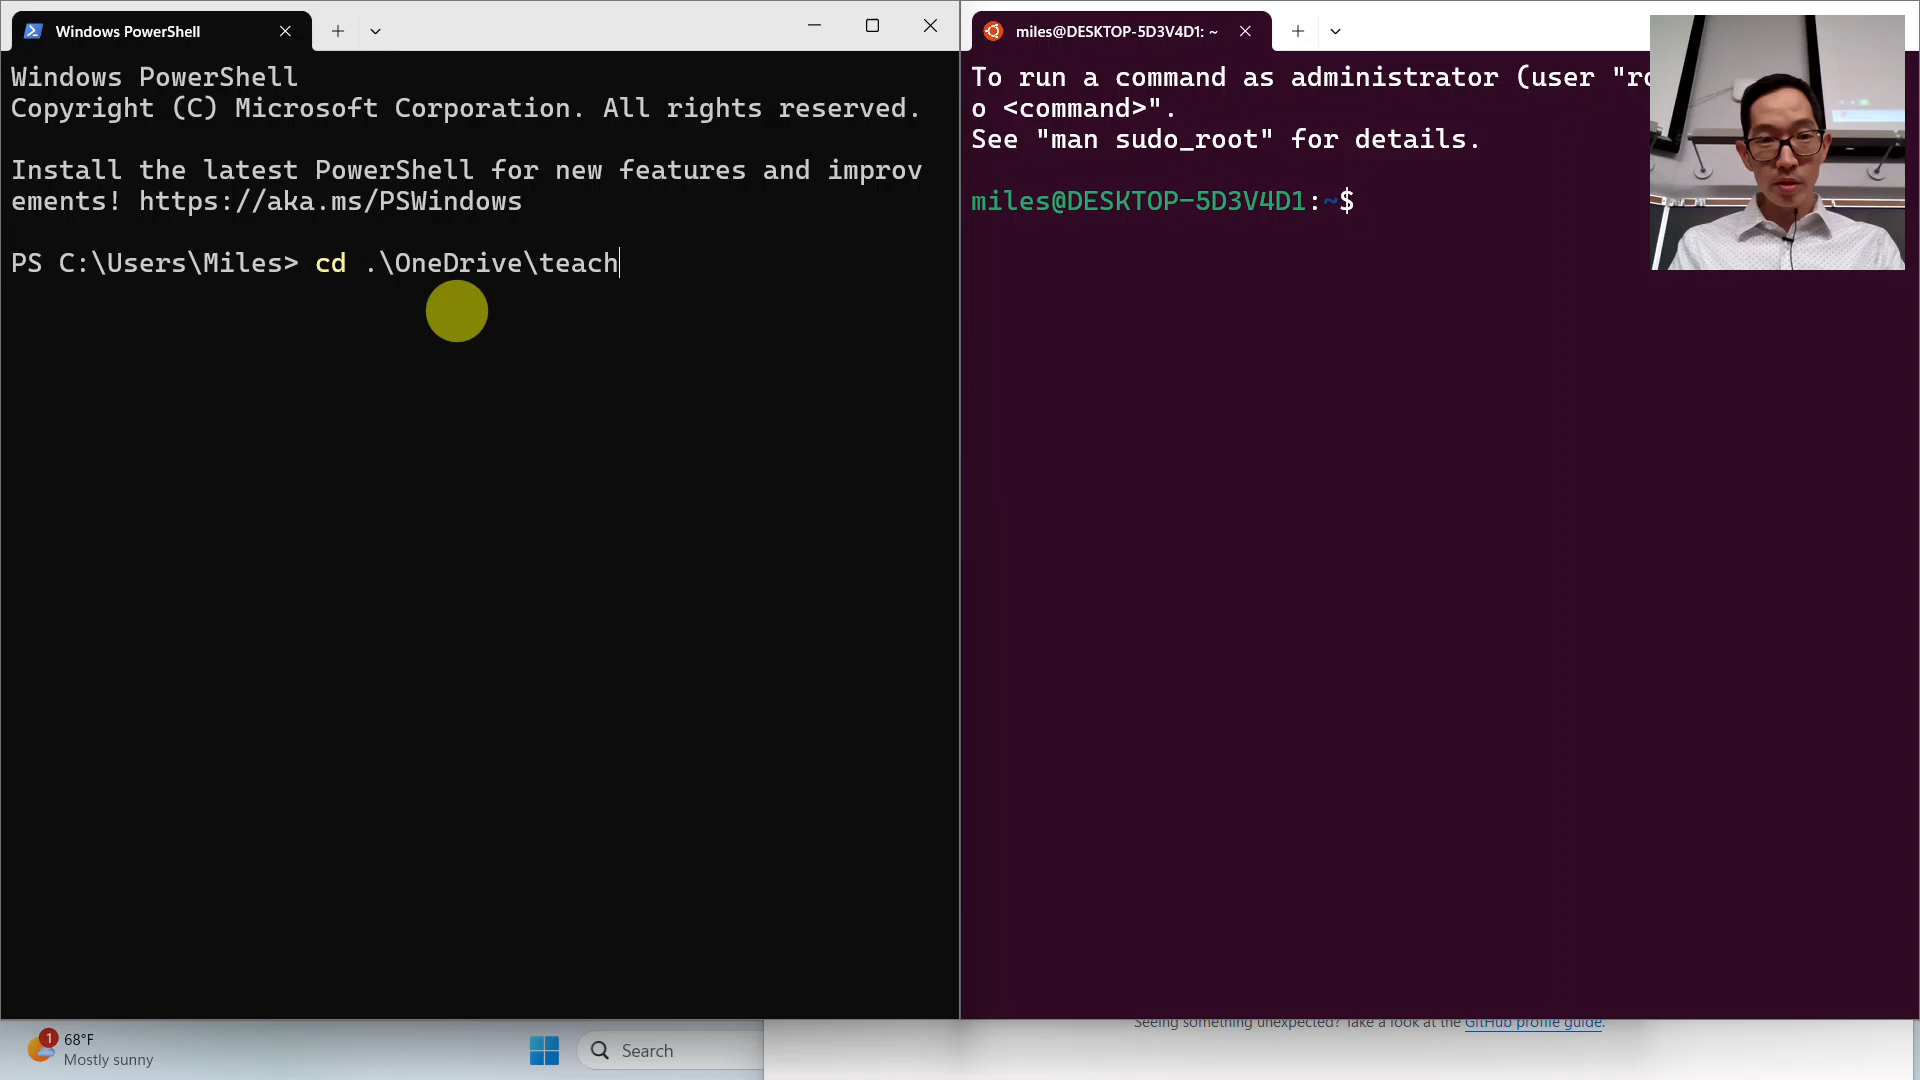 Windows PowerShell
Windows PowerShell
Copyright (C) Microsoft Corporation. All rights reserved.
Install the latest PowerShell for new features and improv
ements! https://aka.ms/PSWindows
PS C:\Users\Miles> cd .\OneDrive\teach
miles@DESKTOP-5D3V4D1: ~
To run a command as administrator (user "ro
o <command>".
See "man sudo_root" for details.
miles@DESKTOP-5D3V4D1:~$
Seeing something unexpected? Take a look at the GitHub profile guide.
1
68°F
Mostly sunny
Search